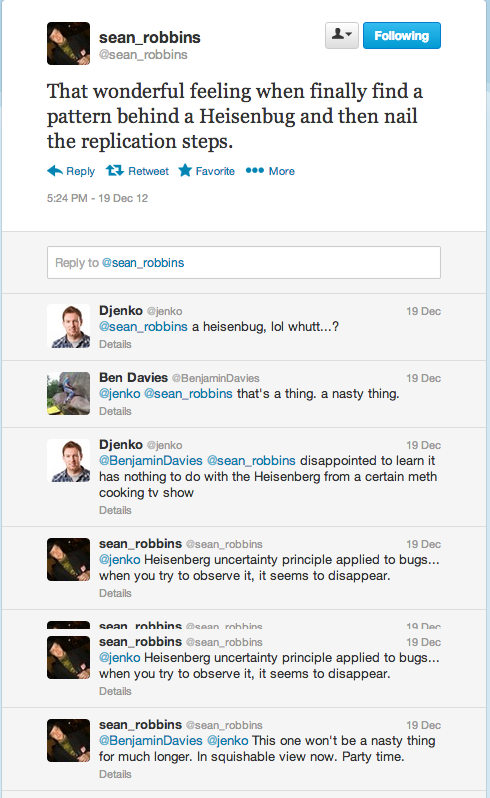 sean_robbins
@sean_robbins
Following
That wonderful feeling when finally find a
pattern behind a Heisenbug and then nail
the replication steps.
Reply Retweet Favorite More
5:24 PM - 19 Dec 12
Reply to @sean_robbins
Djenko @jenko 19 Dec
@sean_robbins a heisenbug, lol whutt...?
Details
Ben Davies @BenjaminDavies 19 Dec
@jenko @sean_robbins that's a thing. a nasty thing.
Details
Djenko @jenko 19 Dec
@BenjaminDavies @sean_robbins disappointed to learn it
has nothing to do with the Heisenberg from a certain meth
cooking tv show
Details
sean_robbins @sean_robbins 19 Dec
@jenko Heisenberg uncertainty principle applied to bugs...
when you try to observe it, it seems to disappear.
Details
sean_robbins @sean_robbins 19 Dec
sean_robbins @sean_robbins 19 Dec
@jenko Heisenberg uncertainty principle applied to bugs...
when you try to observe it, it seems to disappear.
Details
sean_robbins @sean_robbins 19 Dec
@BenjaminDavies @jenko This one won't be a nasty thing
for much longer. In squishable view now. Party time.
Details